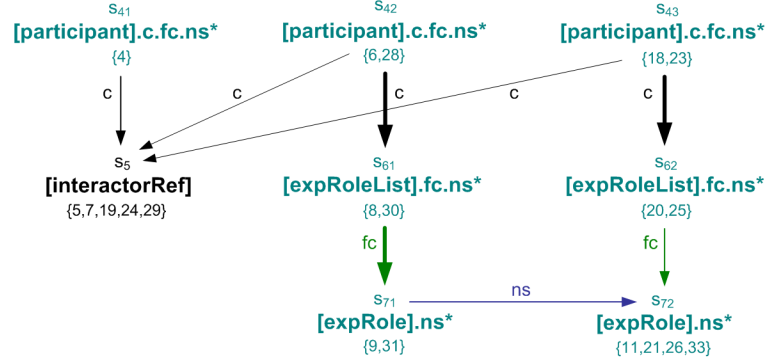 s41 s42 s43
[participant].c.fc.ns* [participant].c.fc.ns* [participant].c.fc.ns*
{4} {6,28} {18,23}
c c c c c
s5 s61 s62
[interactorRef] [expRoleList].fc.ns* [expRoleList].fc.ns*
{5,7,19,24,29} {8,30} {20,25}
fc fc
ns
s71 s72
[expRole].ns* [expRole].ns*
{9,31} {11,21,26,33}